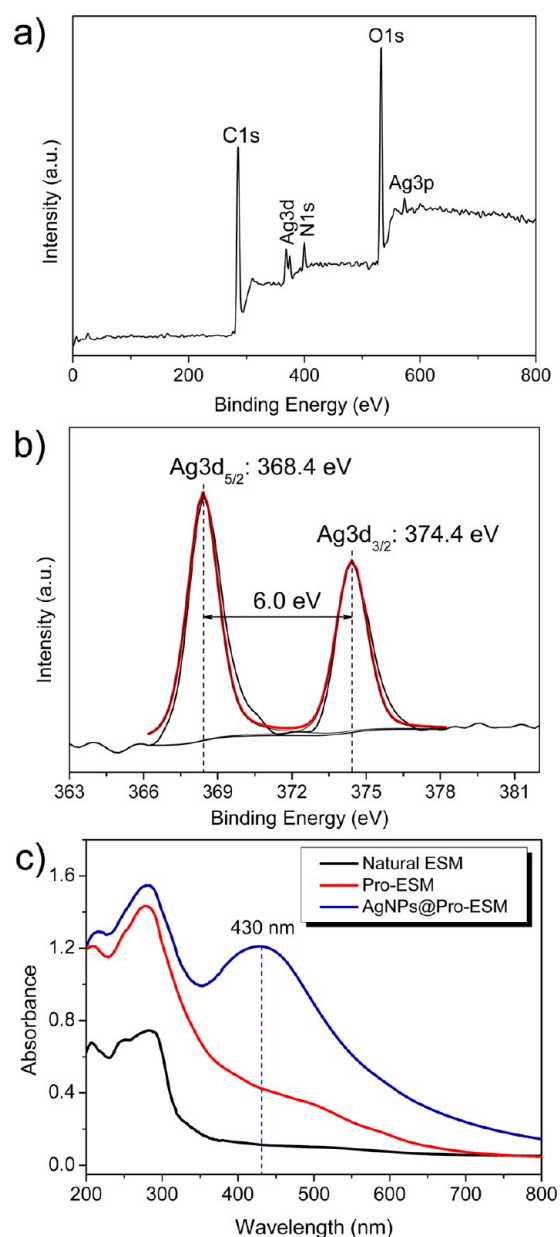 a)
O1s
C1s
Ag3d
N1s
Ag3p
Intensity (a.u.)
0 200 400 600 800
Binding Energy (eV)
b)
Ag3d5/2: 368.4 eV
Ag3d3/2: 374.4 eV
6.0 eV
Intensity (a.u.)
363 366 369 372 375 378 381
Binding Energy (eV)
c)
Natural ESM
Pro-ESM
AgNPs@Pro-ESM
430 nm
1.6
1.2
0.8
0.4
0.0
Absorbance
200 300 400 500 600 700 800
Wavelength (nm)